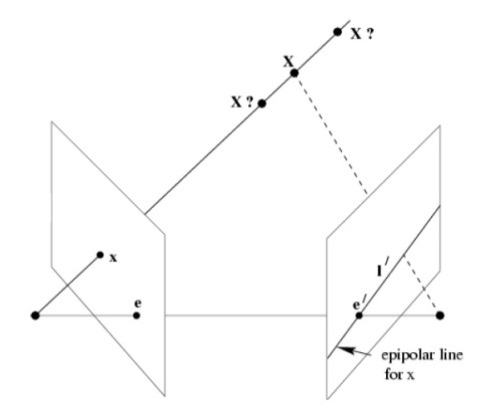 X ?
X
X ?
x
e
l′
e′
epipolar line
for x